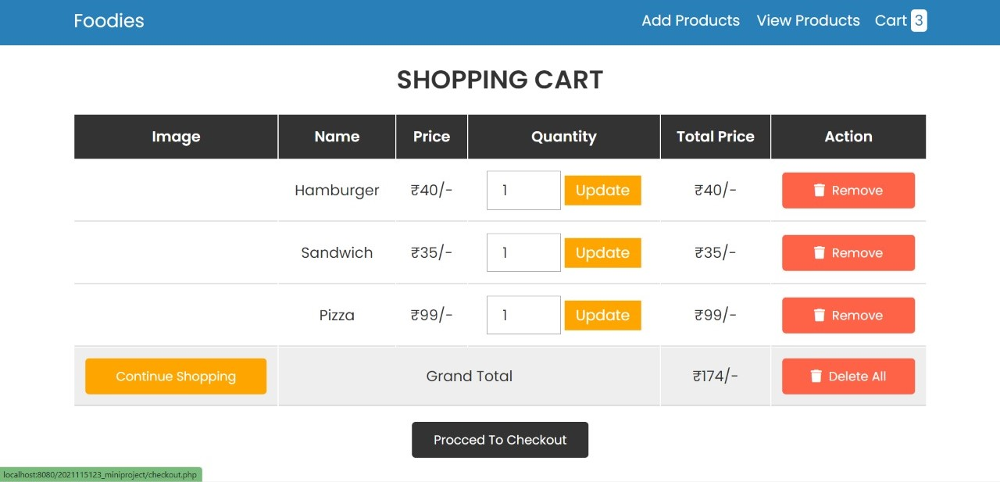 Foodies Add Products View Products Cart 3
SHOPPING CART
Image Name Price Quantity Total Price Action
Hamburger ₹40/- 1 Update ₹40/- Remove
Sandwich ₹35/- 1 Update ₹35/- Remove
Pizza ₹99/- 1 Update ₹99/- Remove
Continue Shopping Grand Total ₹174/- Delete All
Procced To Checkout
localhost:8080/2021115123_miniproject/checkout.php